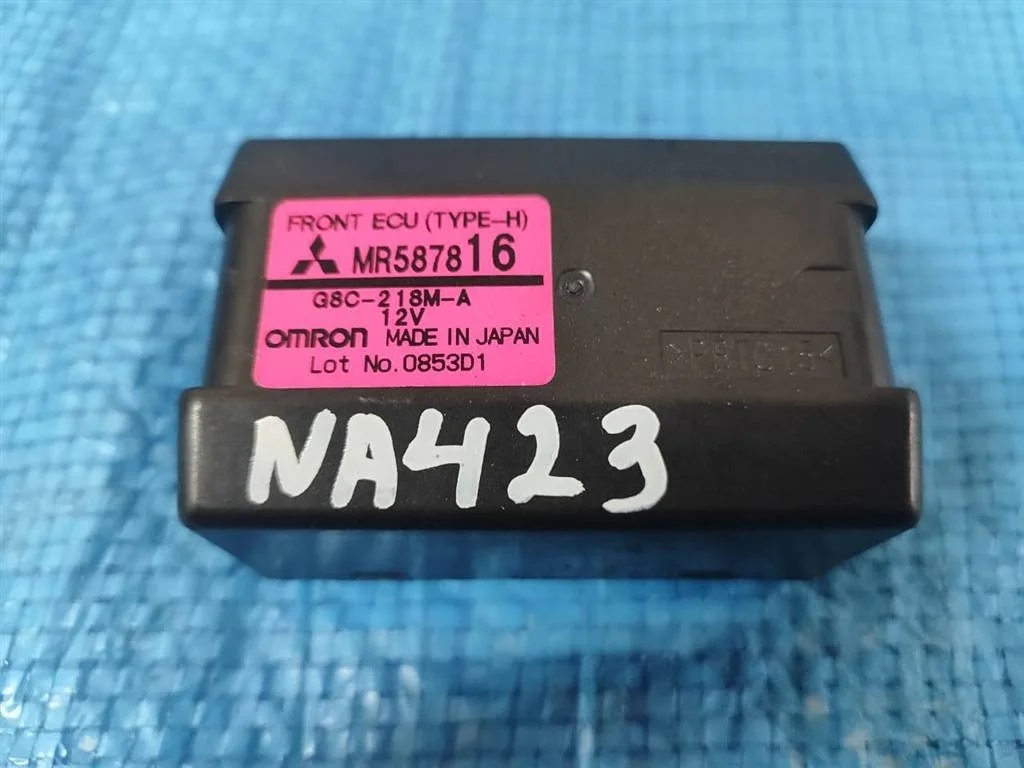 FRONT ECU (TYPE-H)
MR587816
G8C-218M-A
12V
OMRON MADE IN JAPAN
Lot No.0853D1
NA423